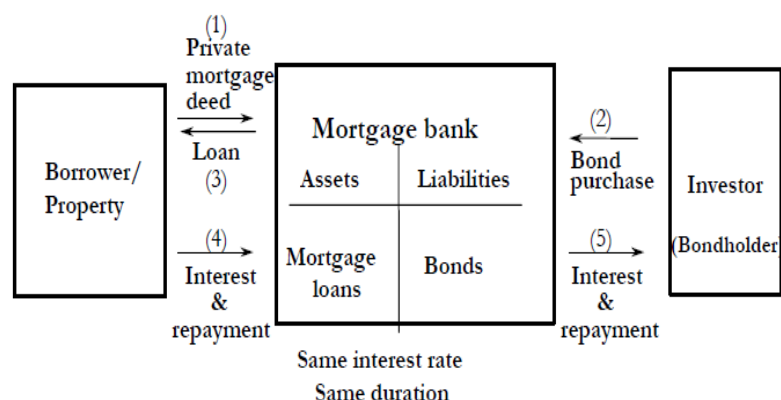 (1)
Private
mortgage
deed
Loan
(3)
Borrower/
Property
(4)
Interest
&
repayment
Mortgage bank
Assets
Liabilities
Mortgage
loans
Bonds
Same interest rate
Same duration
(2)
Bond
purchase
(5)
Interest
&
repayment
Investor
(Bondholder)